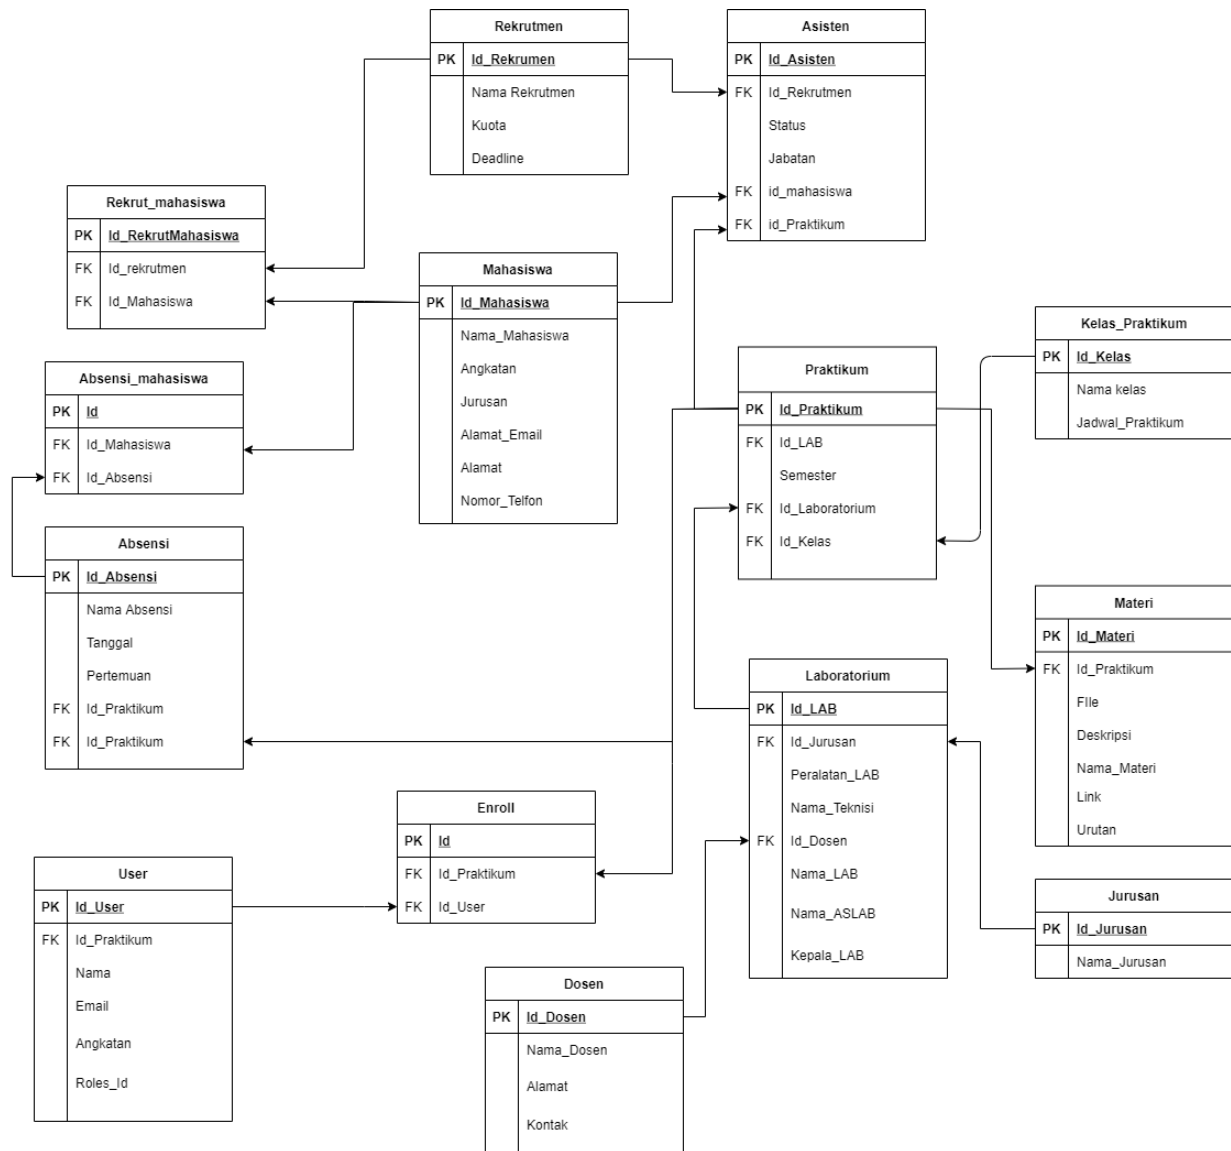 Rekrutmen
PK Id_Rekrumen
Nama Rekrutmen
Kuota
Deadline
Asisten
PK Id_Asisten
FK Id_Rekrutmen
Status
Jabatan
FK id_mahasiswa
FK id_Praktikum
Rekrut_mahasiswa
PK Id_RekrutMahasiswa
FK Id_rekrutmen
FK Id_Mahasiswa
Mahasiswa
PK Id_Mahasiswa
Nama_Mahasiswa
Angkatan
Jurusan
Alamat_Email
Alamat
Nomor_Telfon
Kelas_Praktikum
PK Id_Kelas
Nama kelas
Jadwal_Praktikum
Praktikum
PK Id_Praktikum
FK Id_LAB
Semester
FK Id_Laboratorium
FK Id_Kelas
Absensi_mahasiswa
PK Id
FK Id_Mahasiswa
FK Id_Absensi
Absensi
PK Id_Absensi
Nama Absensi
Tanggal
Pertemuan
FK Id_Praktikum
FK Id_Praktikum
Materi
PK Id_Materi
FK Id_Praktikum
FIle
Deskripsi
Nama_Materi
Link
Urutan
Laboratorium
PK Id_LAB
FK Id_Jurusan
Peralatan_LAB
Nama_Teknisi
FK Id_Dosen
Nama_LAB
Nama_ASLAB
Kepala_LAB
Enroll
PK Id
FK Id_Praktikum
FK Id_User
User
PK Id_User
FK Id_Praktikum
Nama
Email
Angkatan
Roles_Id
Jurusan
PK Id_Jurusan
Nama_Jurusan
Dosen
PK Id_Dosen
Nama_Dosen
Alamat
Kontak